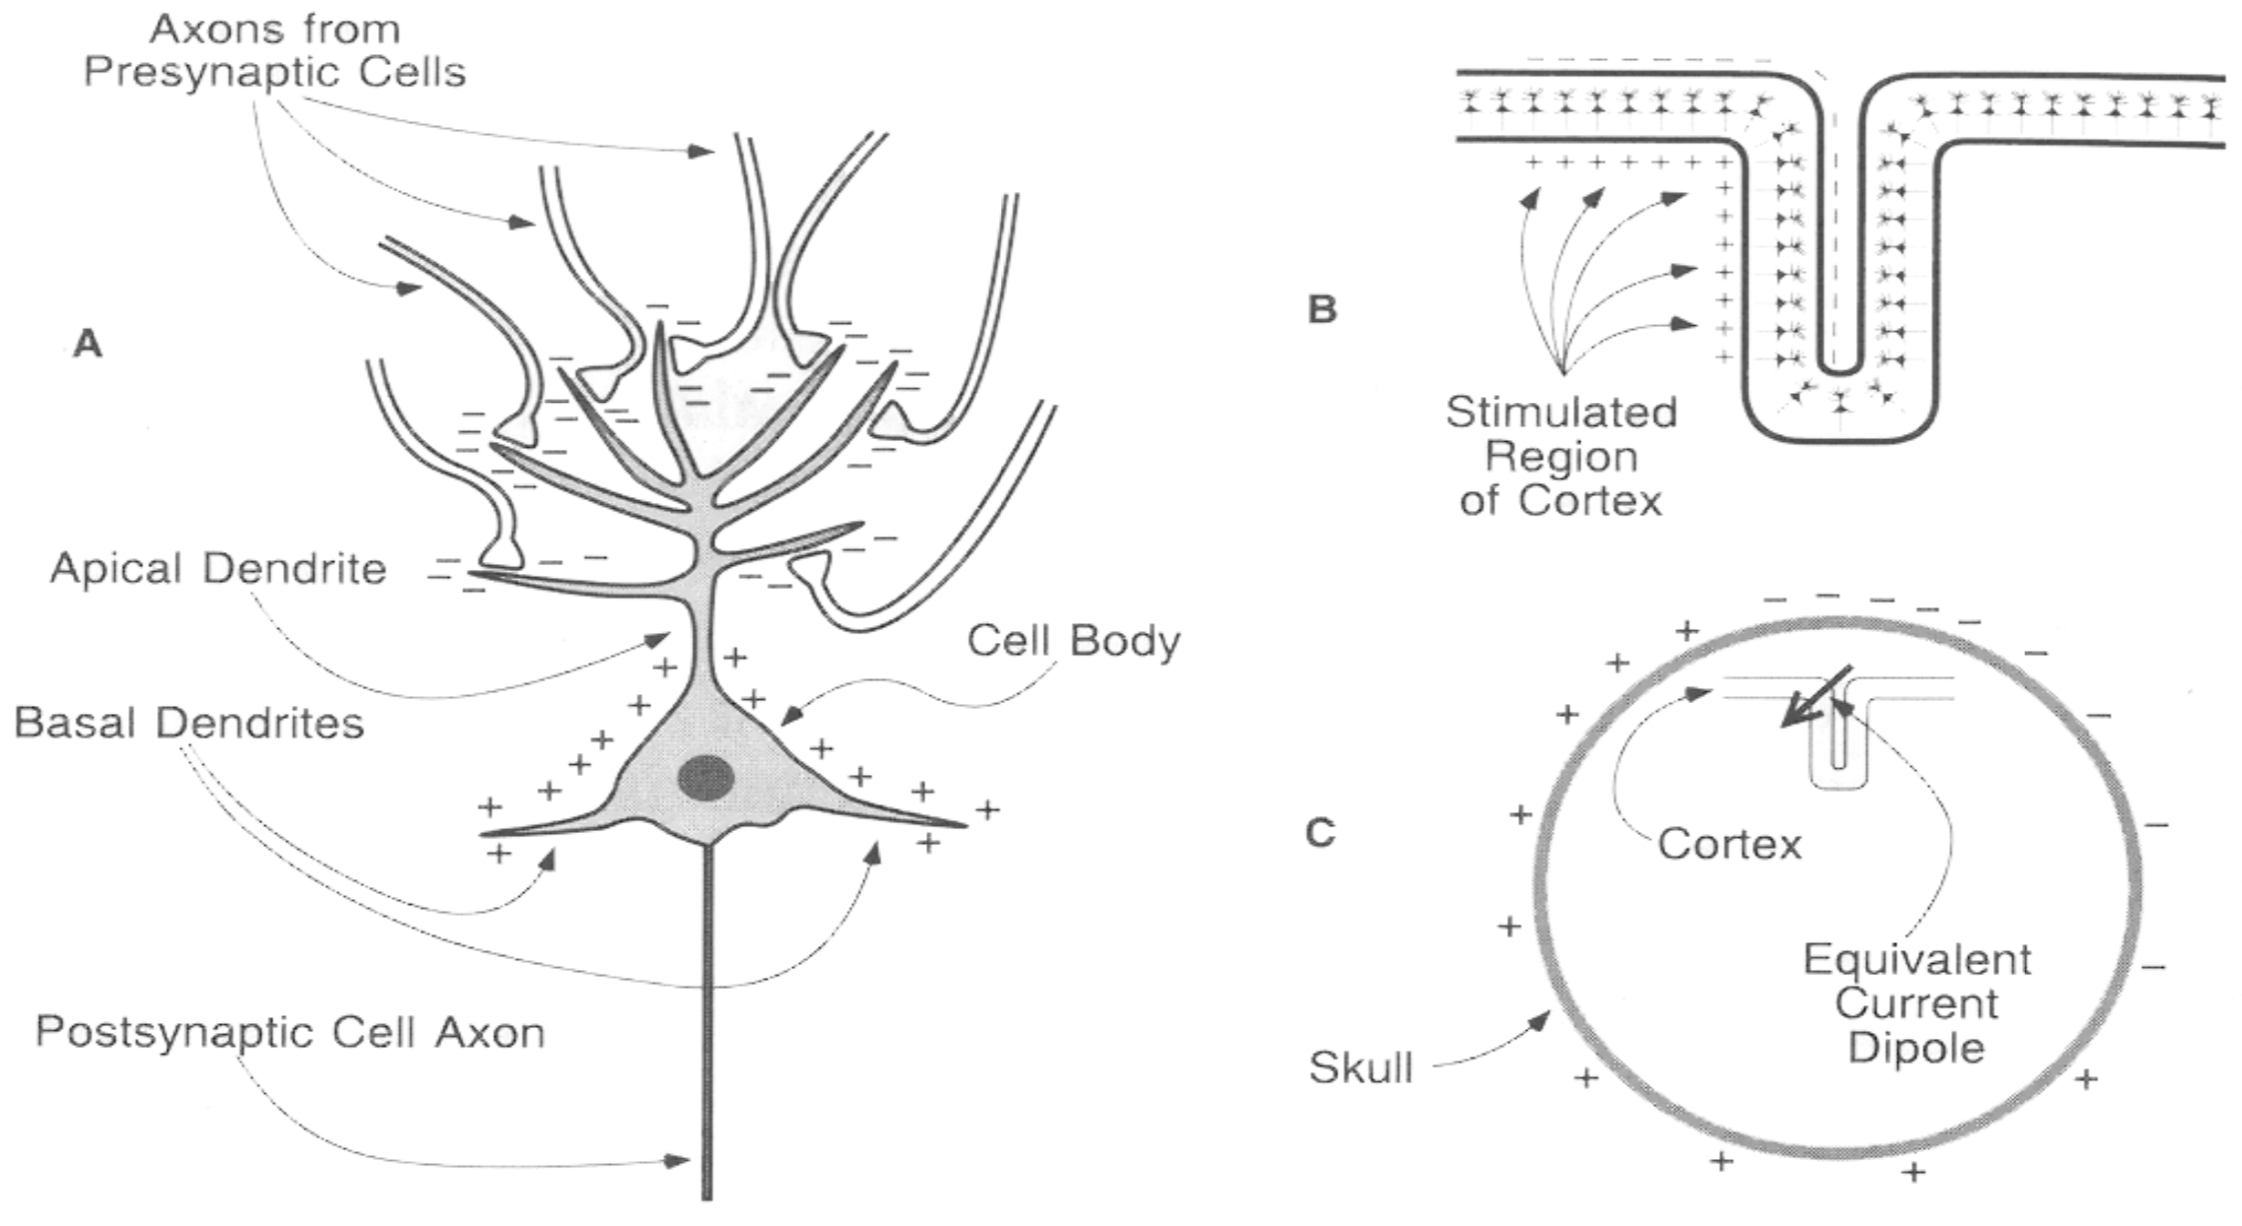 Axons from
Presynaptic Cells
A
Apical Dendrite
Cell Body
Basal Dendrites
Postsynaptic Cell Axon
B
Stimulated
Region
of Cortex
C
Cortex
Equivalent
Current
Dipole
Skull